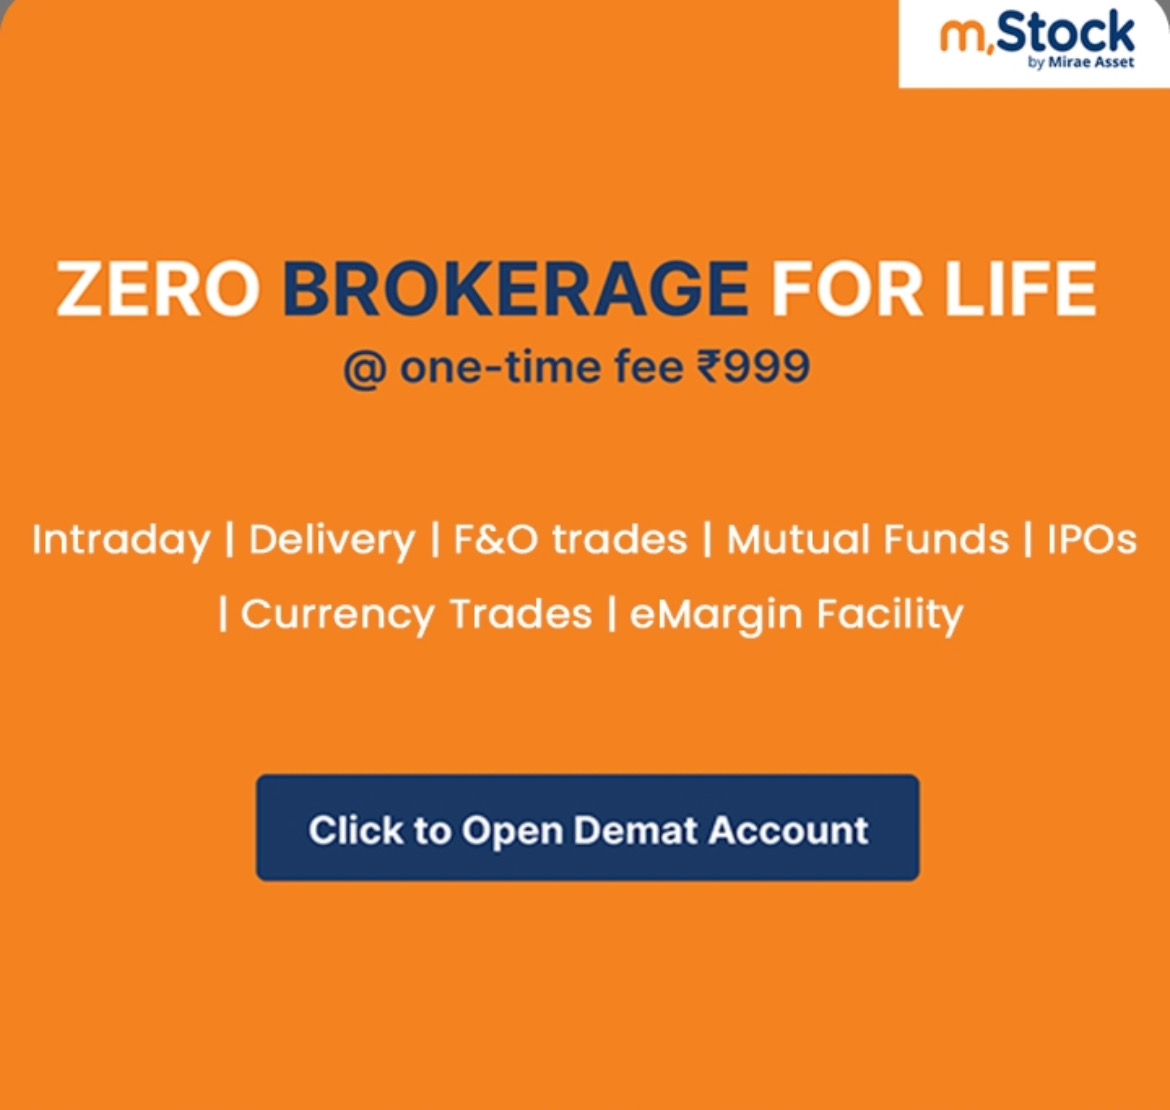 m.Stock
by Mirae Asset
ZERO BROKERAGE FOR LIFE
@ one-time fee ₹999
Intraday | Delivery | F&O trades | Mutual Funds | IPOs
| Currency Trades | eMargin Facility
Click to Open Demat Account